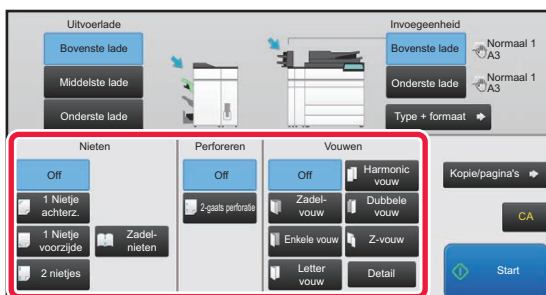 Uitvoerlade
Invoegeenheid
Bovenste lade
Bovenste lade
Normaal 1
A3
Middelste lade
Onderste lade
Normaal 1
A3
Onderste lade
Type + formaat
Nieten
Perforeren
Vouwen
Off
Off
Off
Harmonic
vouw
Kopie/pagina's
1 Nietje
achterz.
2-gaats perforatie
Zadel-
vouw
Dubbele
vouw
CA
1 Nietje
voorzijde
Zadel-
nieten
Enkele vouw
Z-vouw
2 nietjes
Letter
vouw
Detail
Start